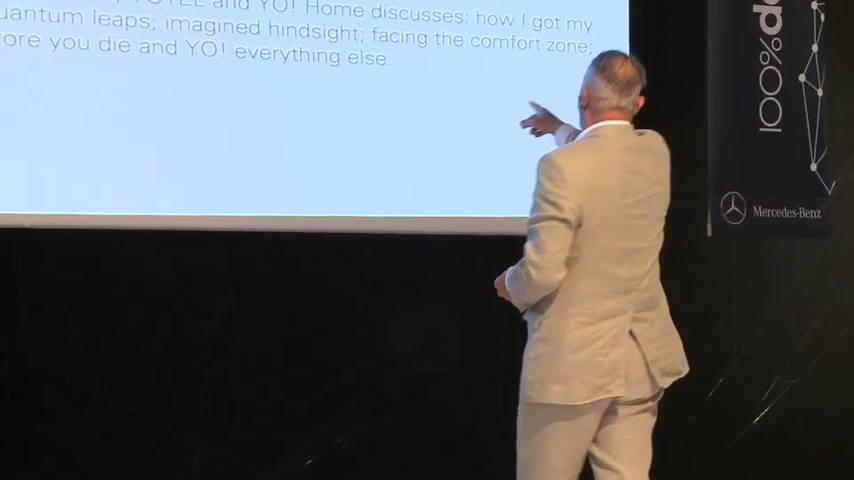 and YO! Home discusses: how I got my
uantum leaps; imagined hindsight; facing the comfort zone;
ore you die and YO! everything else.
100%
Mercedes-Benz